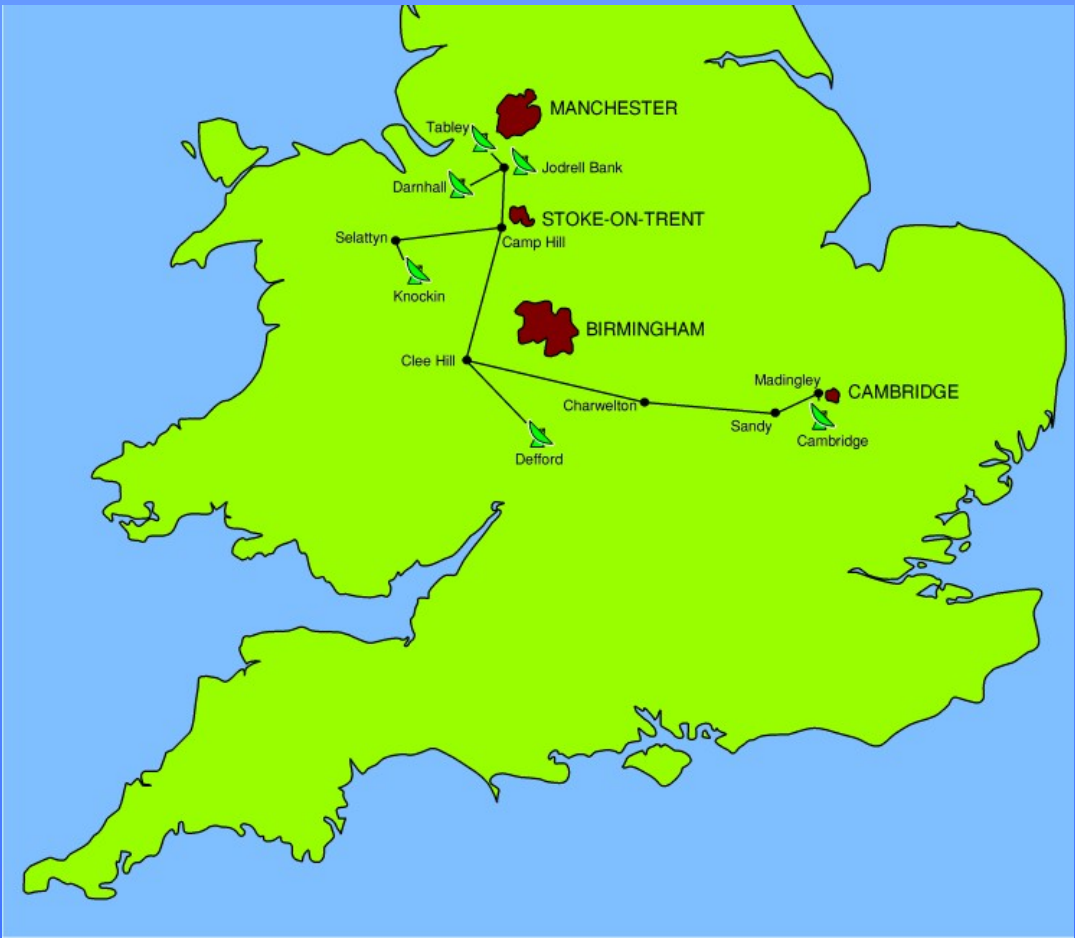 MANCHESTER
Tabley
Jodrell Bank
Darnhall
STOKE-ON-TRENT
Selattyn
Camp Hill
Knockin
BIRMINGHAM
Clee Hill
Madingley
CAMBRIDGE
Charwelton
Sandy
Cambridge
Defford